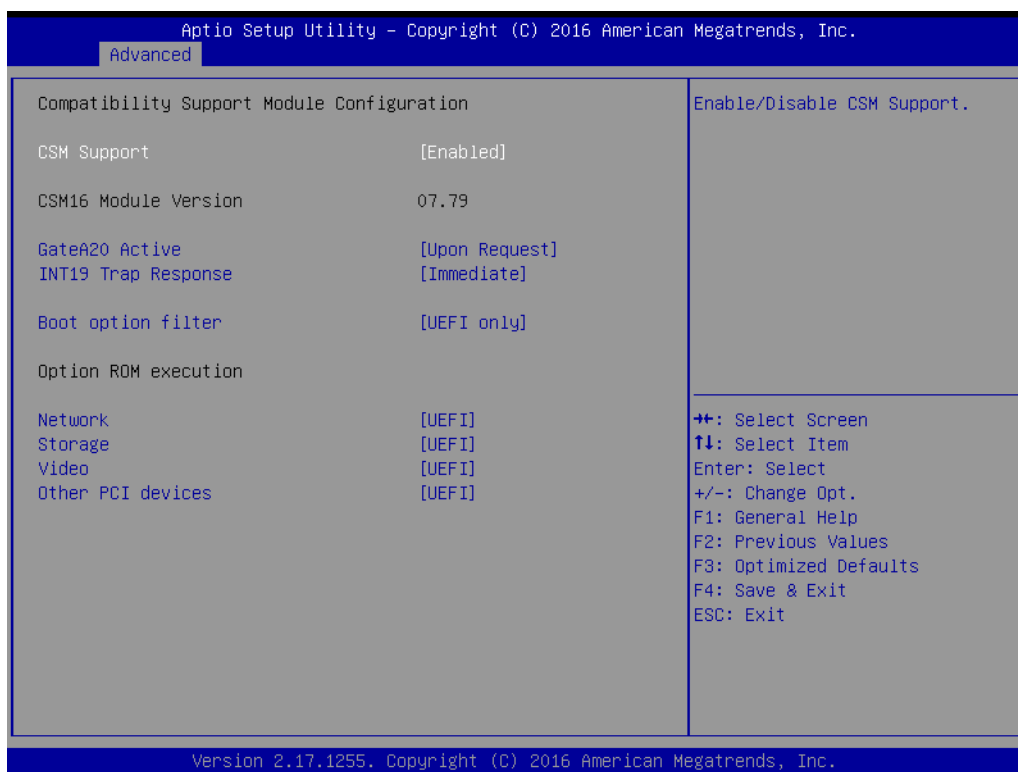 Aptio Setup Utility – Copyright (C) 2016 American Megatrends, Inc.
Advanced
Compatibility Support Module Configuration
CSM Support [Enabled]
CSM16 Module Version 07.79
GateA20 Active [Upon Request]
INT19 Trap Response [Immediate]
Boot option filter [UEFI only]
Option ROM execution
Network [UEFI]
Storage [UEFI]
Video [UEFI]
Other PCI devices [UEFI]
Enable/Disable CSM Support.
→←: Select Screen
↑↓: Select Item
Enter: Select
+/-: Change Opt.
F1: General Help
F2: Previous Values
F3: Optimized Defaults
F4: Save & Exit
ESC: Exit
Version 2.17.1255. Copyright (C) 2016 American Megatrends, Inc.